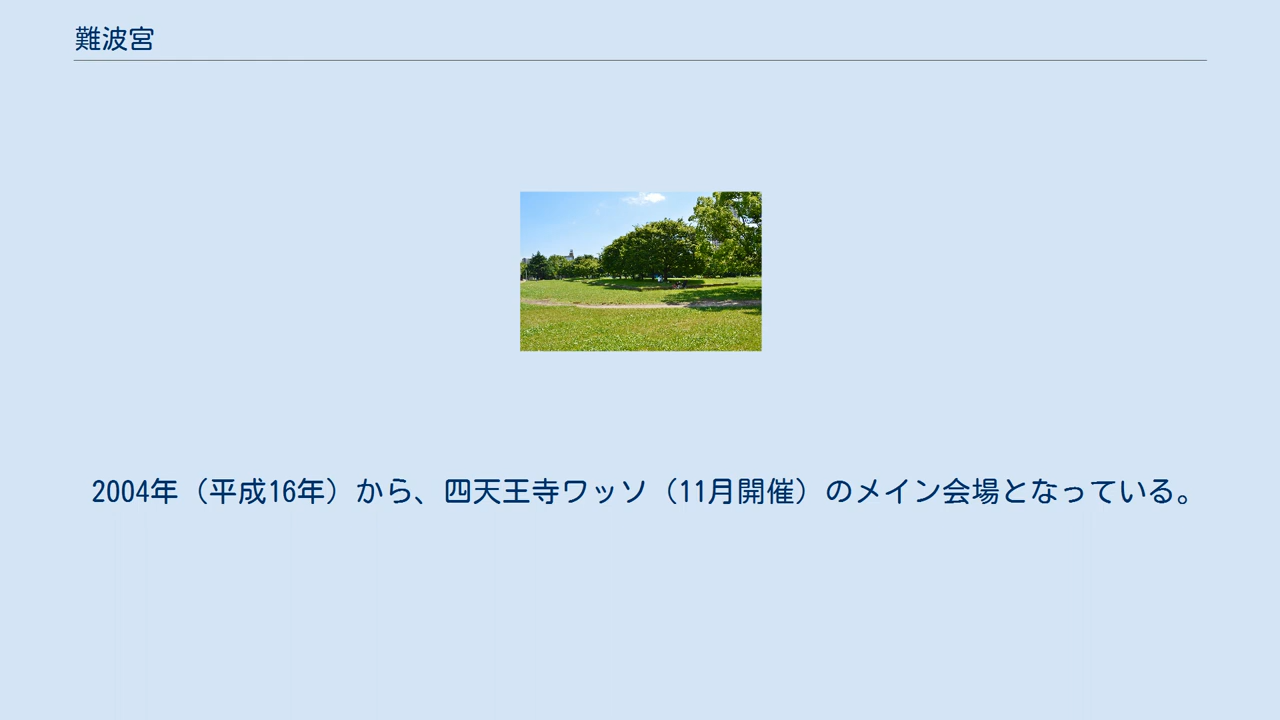 難波宮
2004年（平成16年）から、四天王寺ワッソ（11月開催）のメイン会場となっている。